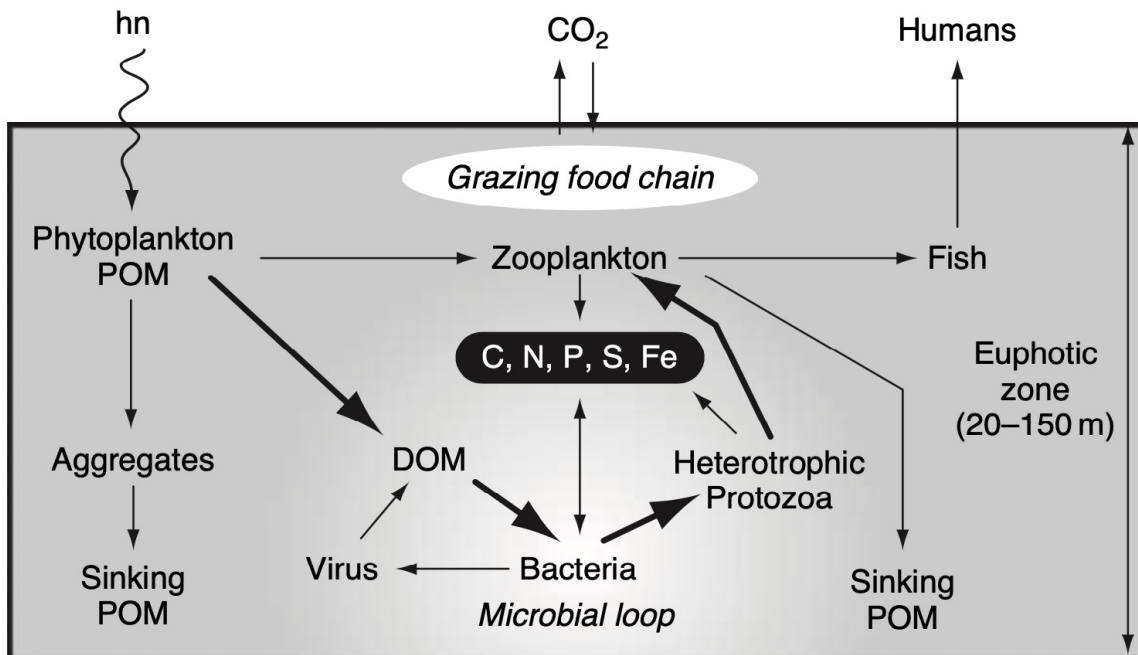 hn
CO₂
Humans
Grazing food chain
Phytoplankton
POM
Zooplankton
Fish
C, N, P, S, Fe
Euphotic
zone
(20–150 m)
Aggregates
DOM
Heterotrophic
Protozoa
Sinking
POM
Virus
Bacteria
Microbial loop
Sinking
POM